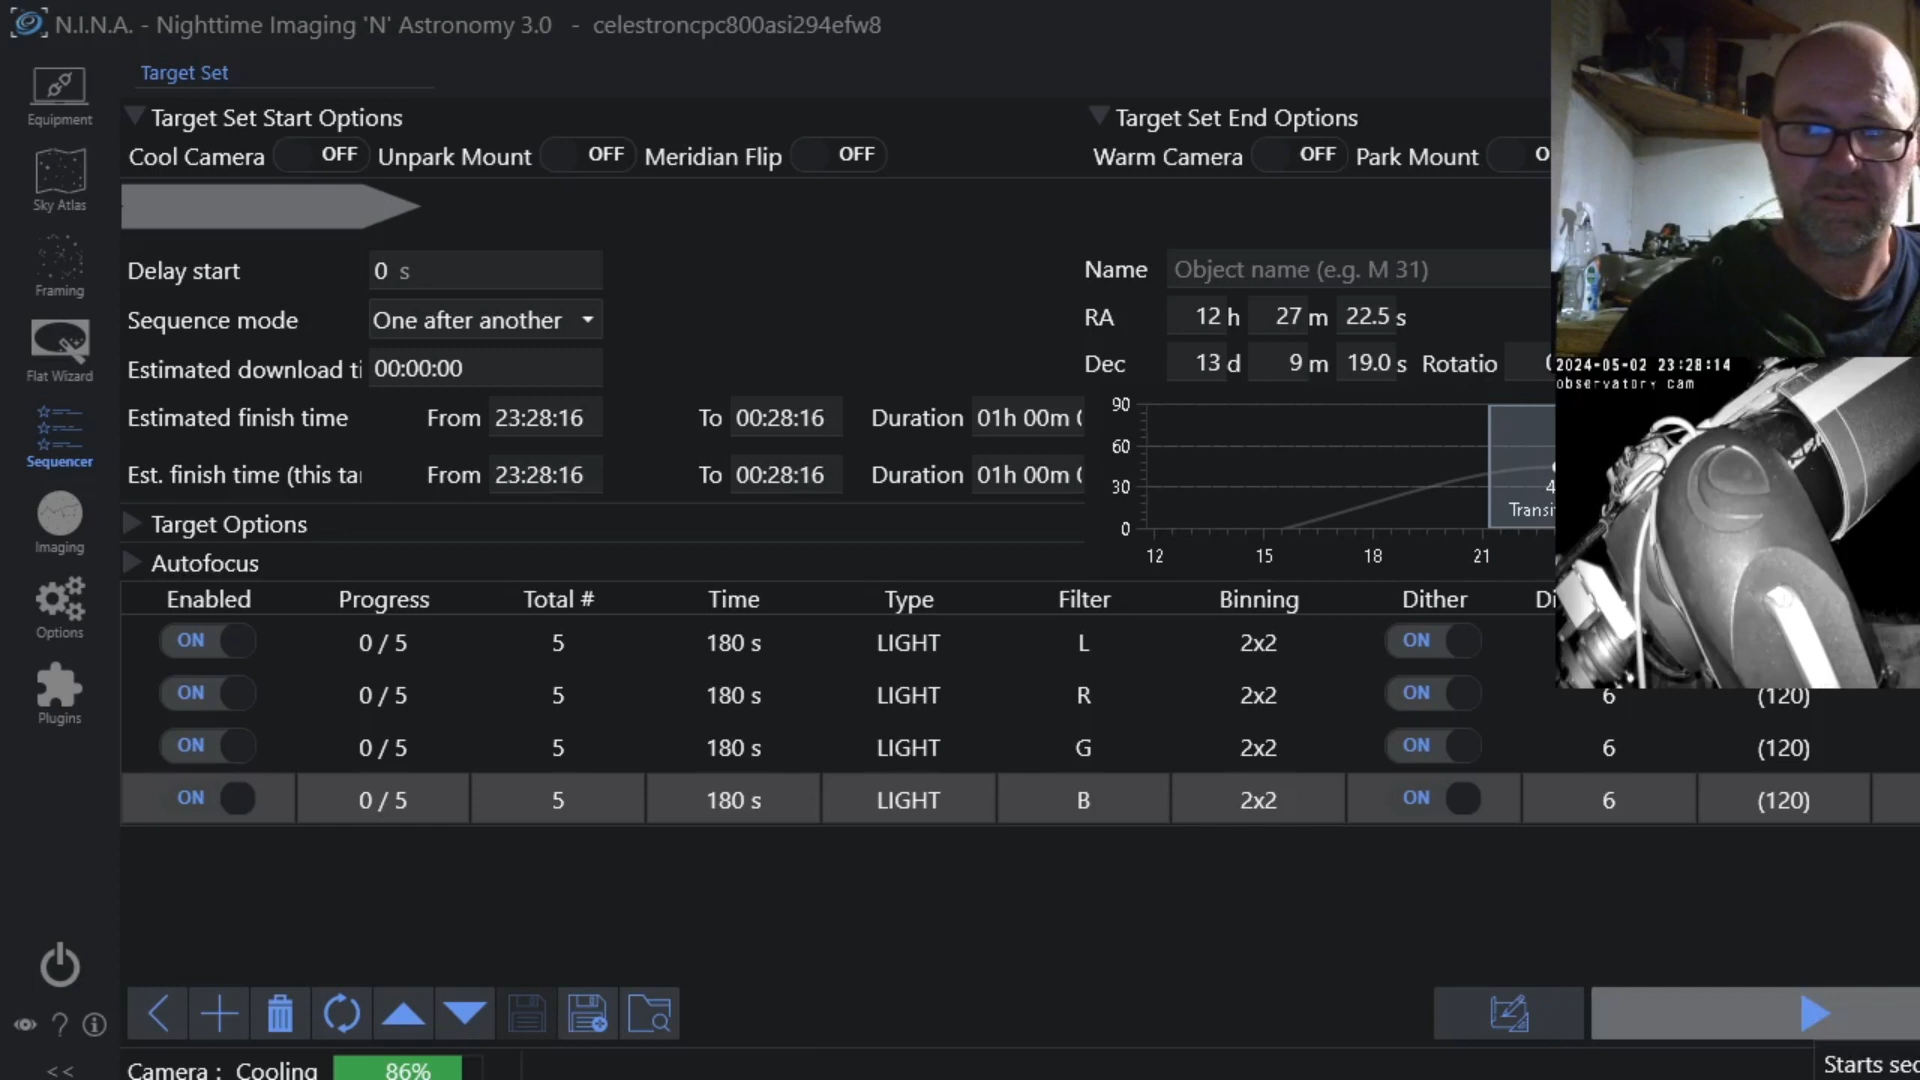 N.I.N.A. - Nighttime Imaging 'N' Astronomy 3.0 - celestroncpc800asi294efw8
Target Set
Target Set Start Options
Target Set End Options
Cool Camera OFF Unpark Mount OFF Meridian Flip OFF
Warm Camera OFF Park Mount
Equipment
Sky Atlas
Framing
Flat Wizard
Sequencer
Imaging
Options
Plugins
Delay start 0 s
Sequence mode One after another
Estimated download ti 00:00:00
Estimated finish time From 23:28:16 To 00:28:16 Duration 01h 00m
Est. finish time (this tar From 23:28:16 To 00:28:16 Duration 01h 00m
Name Object name (e.g. M 31)
RA 12 h 27 m 22.5 s
Dec 13 d 9 m 19.0 s Rotatio
90
60
30
0
12 15 18 21
Transi
2024-05-02 23:28:14
observatory cam
Target Options
Autofocus
Enabled Progress Total # Time Type Filter Binning Dither
ON 0 / 5 5 180 s LIGHT L 2x2 ON
ON 0 / 5 5 180 s LIGHT R 2x2 ON 6 (120)
ON 0 / 5 5 180 s LIGHT G 2x2 ON 6 (120)
ON 0 / 5 5 180 s LIGHT B 2x2 ON 6 (120)
Camera : Cooling 86%
Starts sec